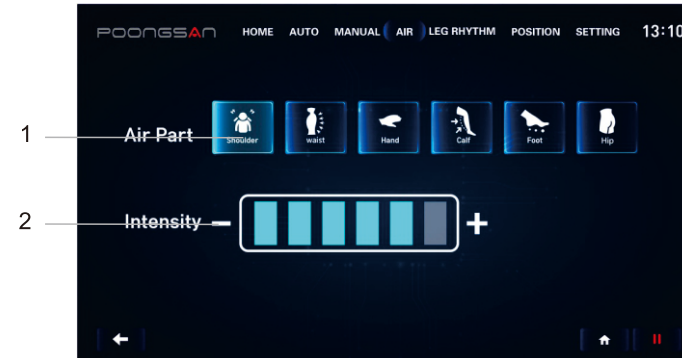 POONGSAN HOME AUTO MANUAL AIR LEG RHYTHM POSITION SETTING 13:10
1 Air Part Shoulder waist Hand Calf Foot Hip
2 Intensity - +